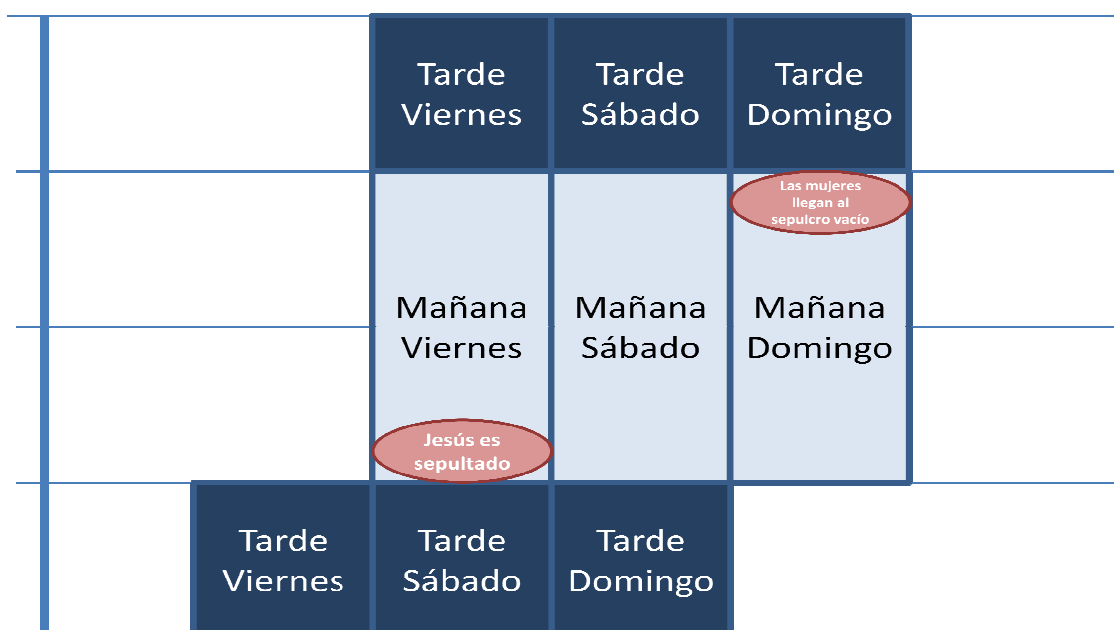 Tarde
Viernes
Tarde
Sábado
Tarde
Domingo
Las mujeres
llegan al
sepulcro vacío
Mañana
Viernes
Mañana
Sábado
Mañana
Domingo
Jesús es
sepultado
Tarde
Viernes
Tarde
Sábado
Tarde
Domingo